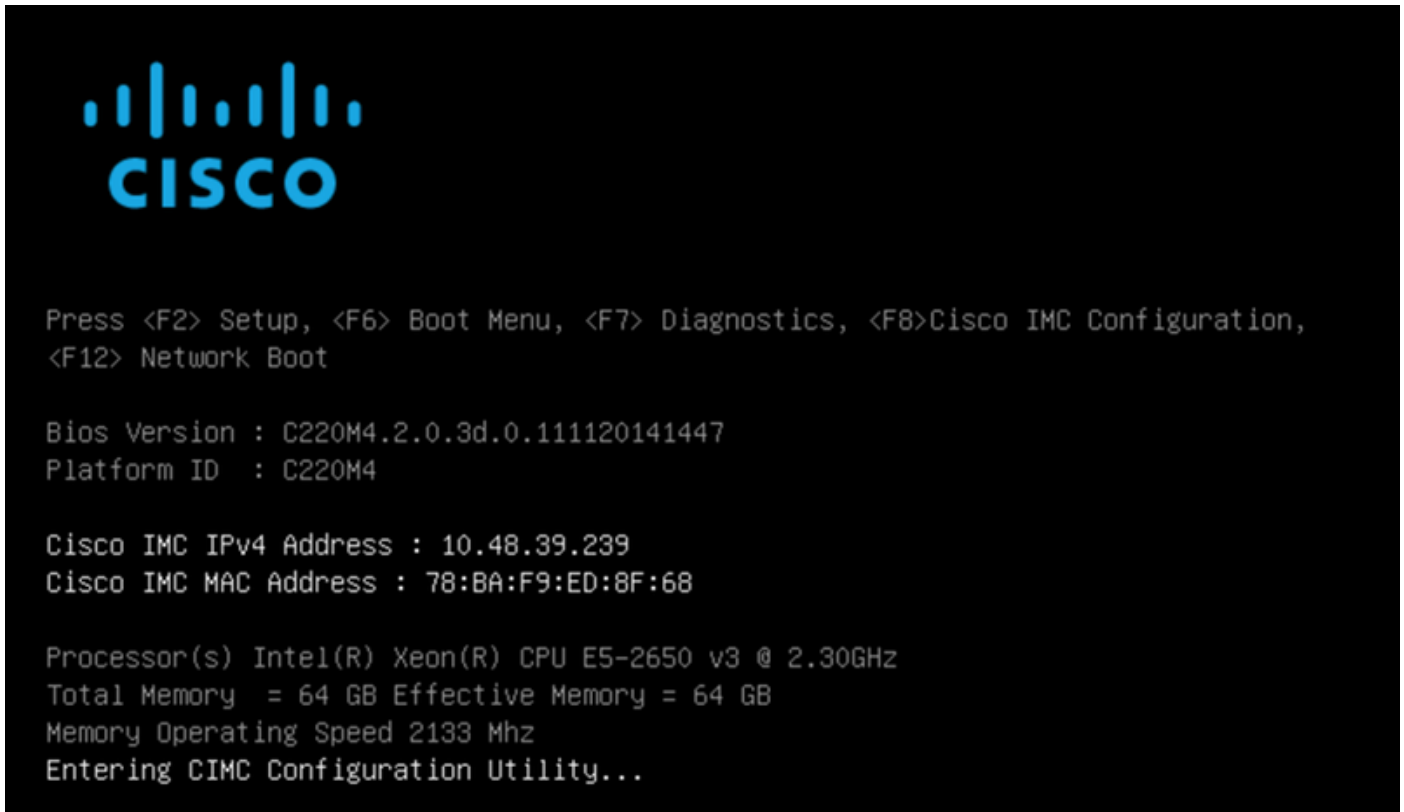 CISCO
Press <F2> Setup, <F6> Boot Menu, <F7> Diagnostics, <F8>Cisco IMC Configuration,
<F12> Network Boot
Bios Version : C220M4.2.0.3d.0.111120141447
Platform ID  : C220M4
Cisco IMC IPv4 Address : 10.48.39.239
Cisco IMC MAC Address : 78:BA:F9:ED:8F:68
Processor(s) Intel(R) Xeon(R) CPU E5-2650 v3 @ 2.30GHz
Total Memory  = 64 GB Effective Memory = 64 GB
Memory Operating Speed 2133 Mhz
Entering CIMC Configuration Utility...